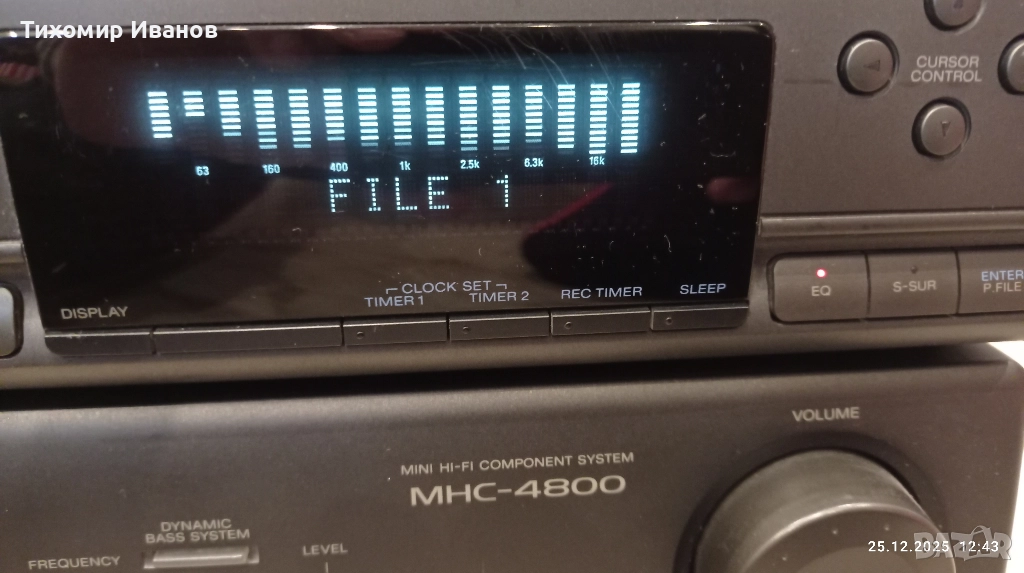 Тихомир Иванов
CURSOR
CONTROL
63 160 400 1k 2.5k 6.3k 16k
FILE 1
CLOCK SET
DISPLAY TIMER 1 TIMER 2 REC TIMER SLEEP
EQ S-SUR ENTER
P.FILE
VOLUME
MINI HI-FI COMPONENT SYSTEM
MHC-4800
DYNAMIC
BASS SYSTEM
FREQUENCY LEVEL
25.12.2025 12:43
BAZAR